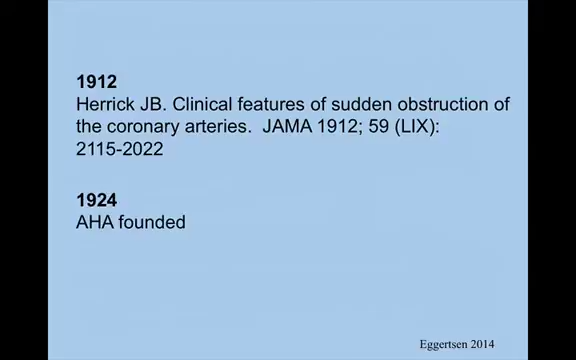 1912
Herrick JB. Clinical features of sudden obstruction of
the coronary arteries.  JAMA 1912; 59 (LIX):
2115-2022
1924
AHA founded
Eggertsen 2014